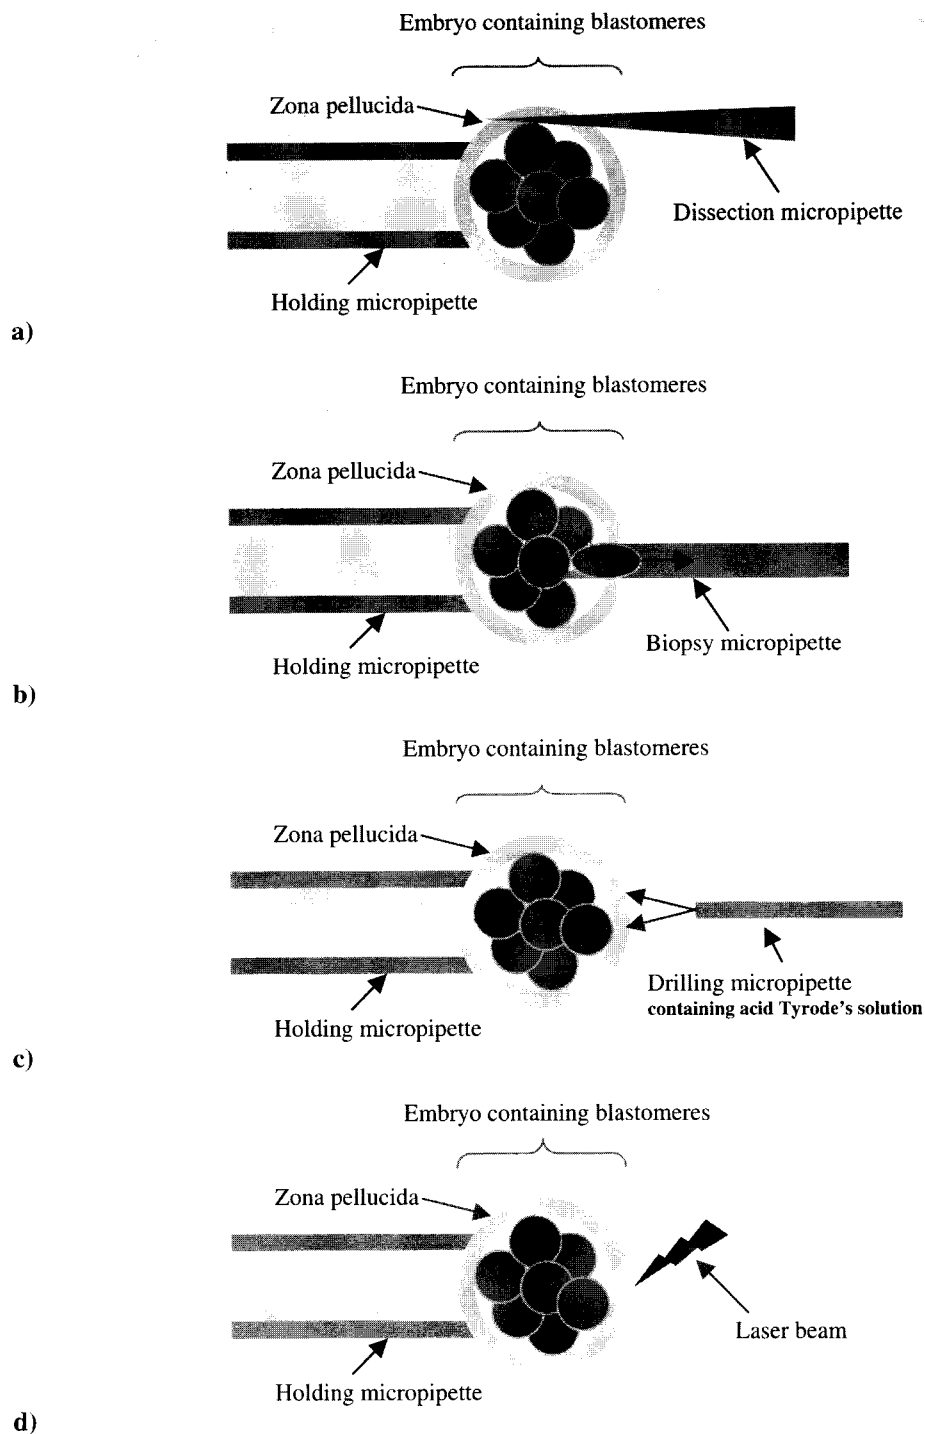 Embryo containing blastomeres
Zona pellucida
Dissection micropipette
Holding micropipette
a)
Embryo containing blastomeres
Zona pellucida
Biopsy micropipette
Holding micropipette
b)
Embryo containing blastomeres
Zona pellucida
Drilling micropipette
containing acid Tyrode's solution
Holding micropipette
c)
Embryo containing blastomeres
Zona pellucida
Laser beam
Holding micropipette
d)